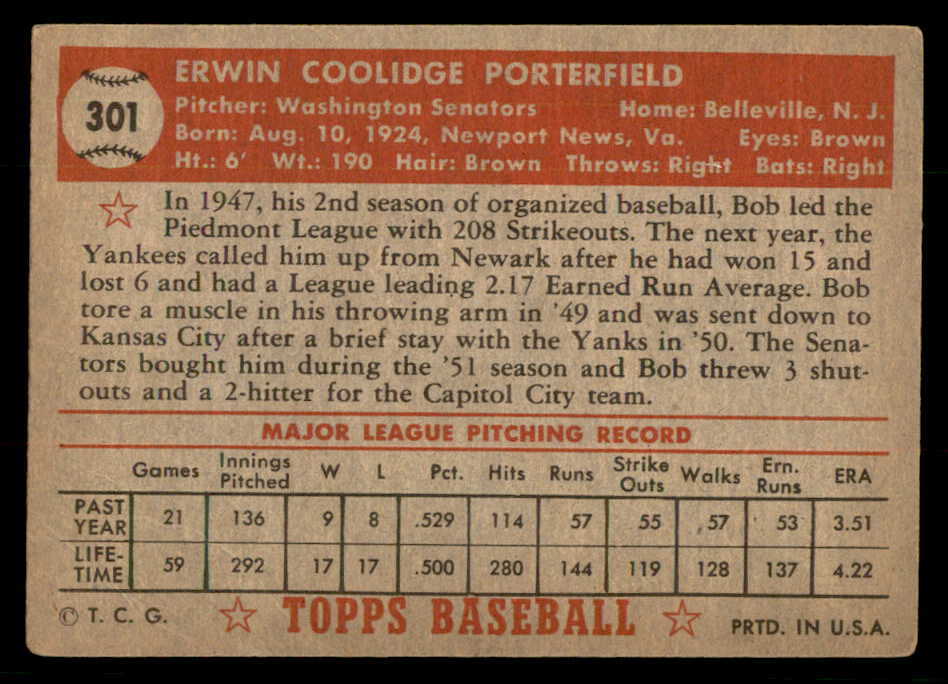 301
ERWIN COOLIDGE PORTERFIELD
Pitcher: Washington Senators Home: Belleville, N. J.
Born: Aug. 10, 1924, Newport News, Va. Eyes: Brown
Ht.: 6' Wt.: 190 Hair: Brown Throws: Right Bats: Right
In 1947, his 2nd season of organized baseball, Bob led the
Piedmont League with 208 Strikeouts. The next year, the
Yankees called him up from Newark after he had won 15 and
lost 6 and had a League leading 2.17 Earned Run Average. Bob
tore a muscle in his throwing arm in '49 and was sent down to
Kansas City after a brief stay with the Yanks in '50. The Sena-
tors bought him during the '51 season and Bob threw 3 shut-
outs and a 2-hitter for the Capitol City team.
MAJOR LEAGUE PITCHING RECORD
Games Innings Pitched W L Pct. Hits Runs Strike Outs Walks Ern. Runs ERA
PAST YEAR 21 136 9 8 .529 114 57 55 57 53 3.51
LIFE-TIME 59 292 17 17 .500 280 144 119 128 137 4.22
© T. C. G. TOPPS BASEBALL PRTD. IN U.S.A.